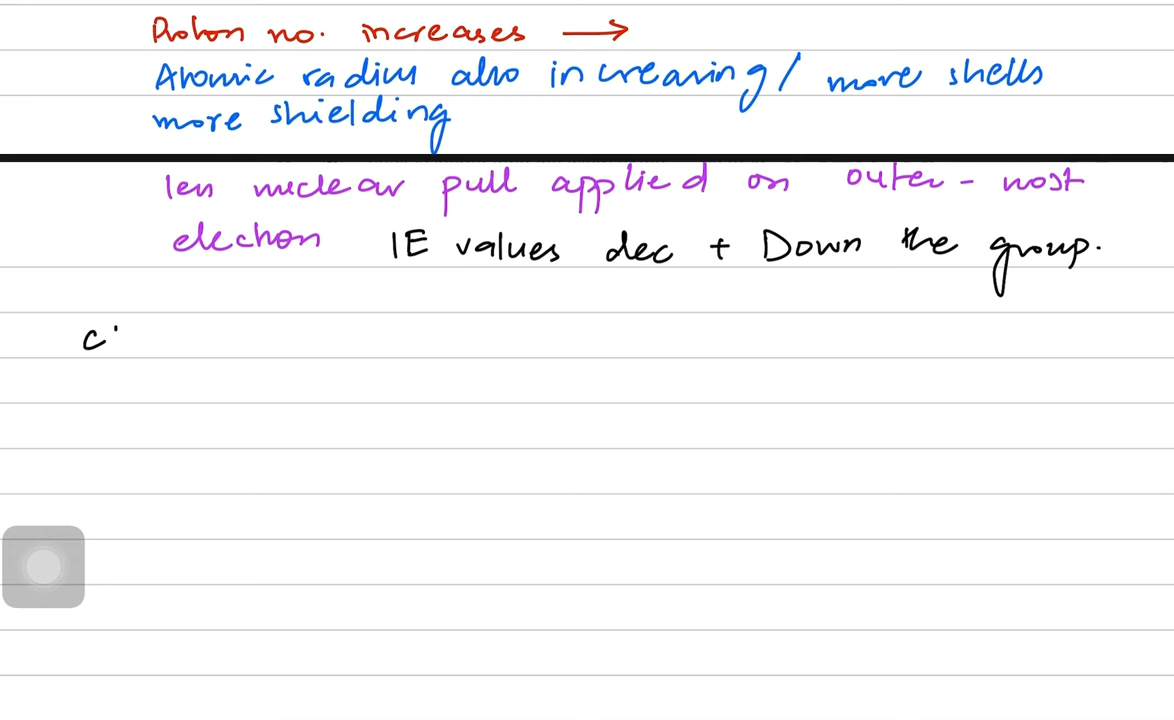 Proton no. increases →
Atomic radius also increasing / more shells
more shielding
less nuclear pull applied on outer - most
electron IE values dec + Down the group.
c.